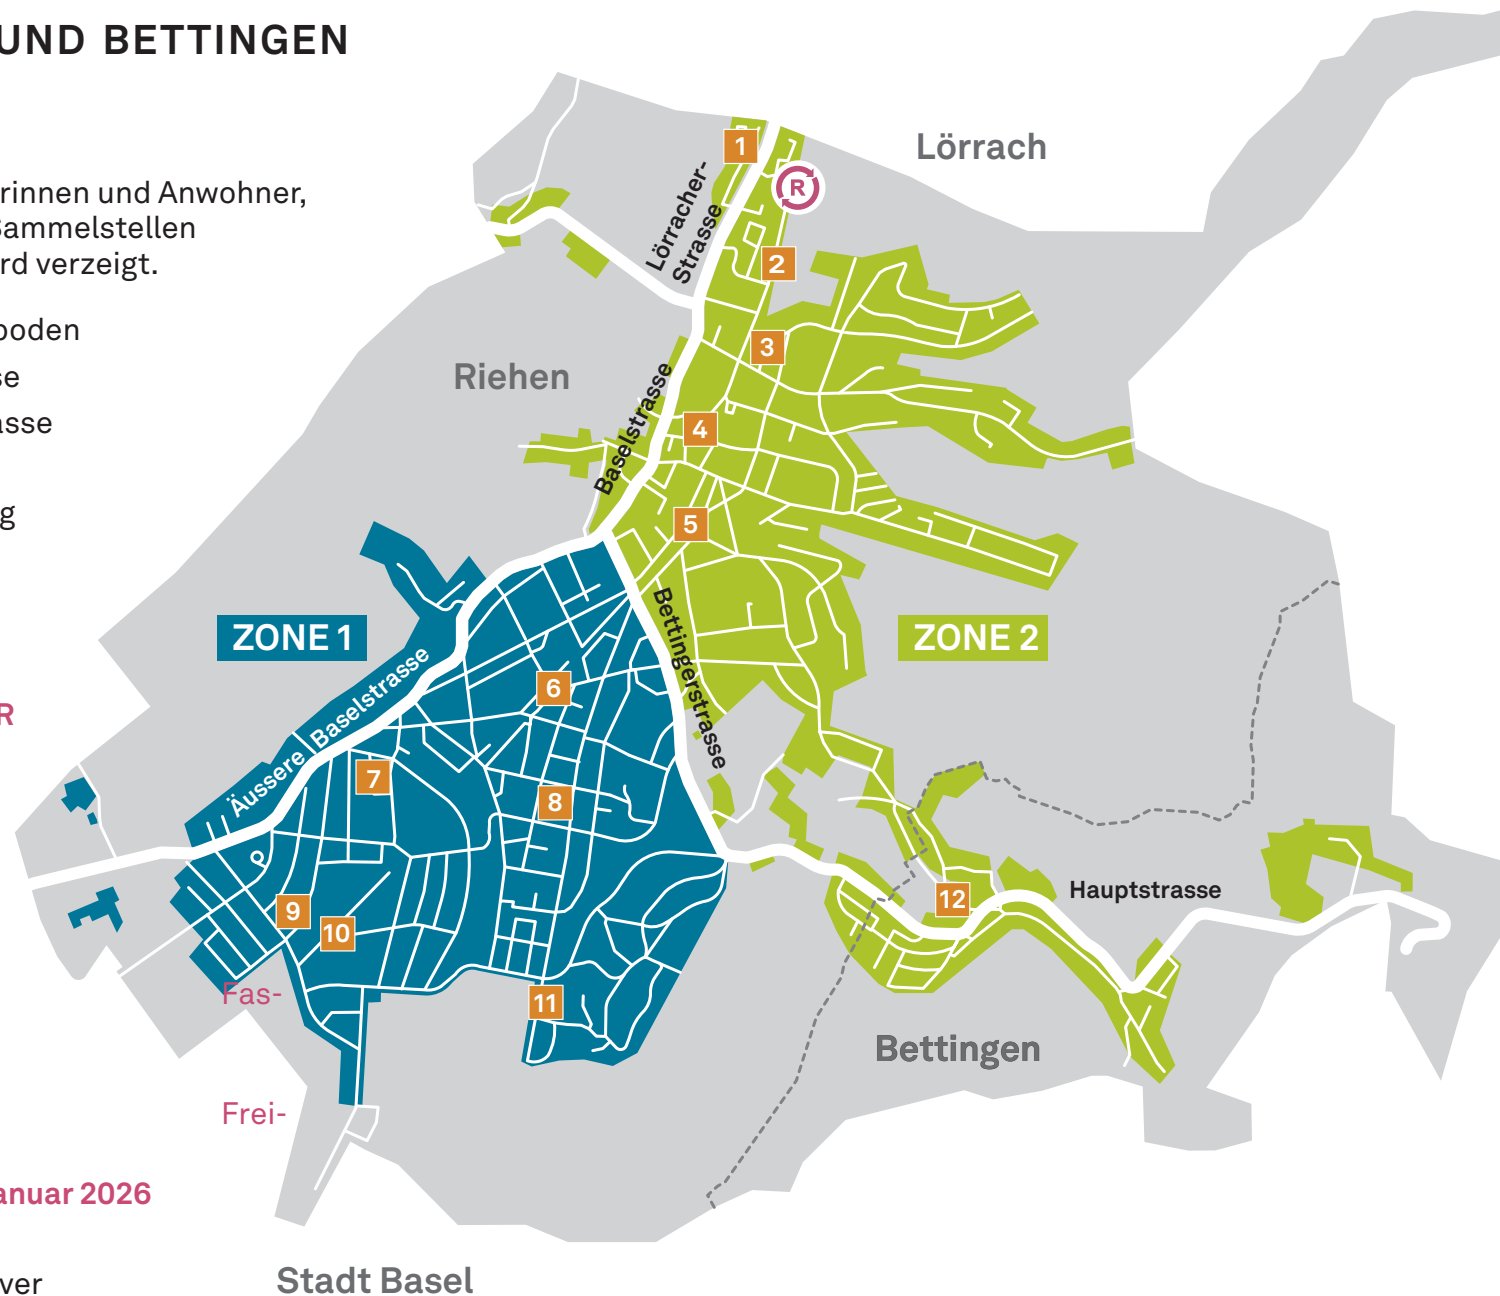 UND BETTINGEN
rinnen und Anwohner,
Sammelstellen
rd verzeigt.
boden
se
asse
g
R
Fas-
Frei-
anuar 2026
ver
Lörrach
Lörracher-
Strasse
1
R
2
3
Riehen
Baselstrasse
4
5
ZONE 1
ZONE 2
Bettingerstrasse
Äussere Baselstrasse
6
7
8
9
10
11
12
Hauptstrasse
Bettingen
Stadt Basel